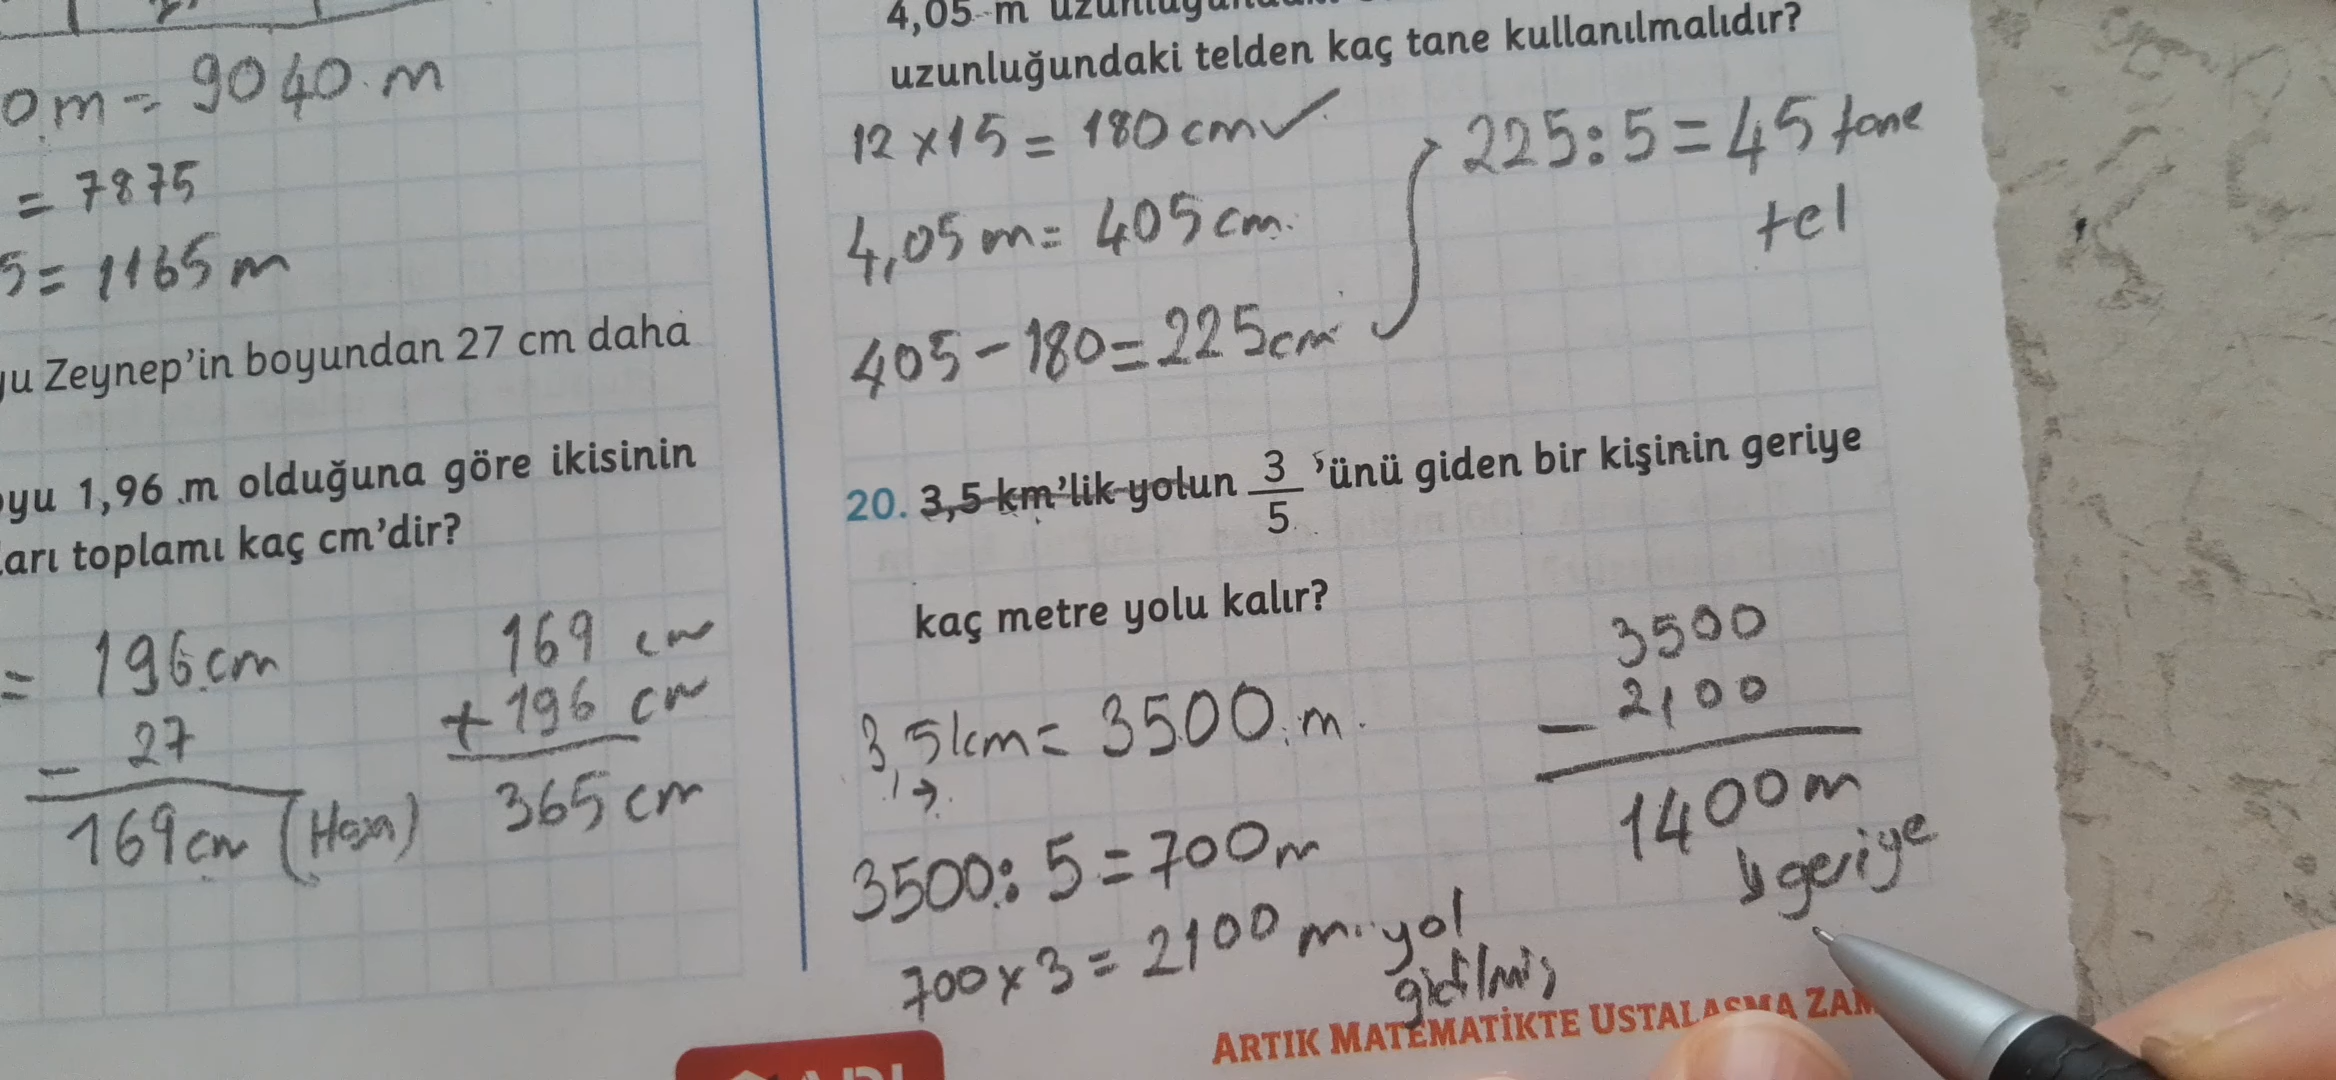 0.m = 9040.m
= 7875
5= 1165 m
yu Zeynep'in boyundan 27 cm daha
oyu 1,96 m olduğuna göre ikisinin
ları toplamı kaç cm'dir?
= 196 cm
- 27
169 cm
169 cm
+ 196 cm
365 cm
4,05 m
uzunluğundaki telden kaç tane kullanılmalıdır?
12 x 15 = 180 cm ✓
4,05 m = 405 cm.
405 - 180 = 225 cm
225 : 5 = 45 tane
tel
20. 3,5 km'lik yolun 3/5 'ünü giden bir kişinin geriye
kaç metre yolu kalır?
3,5 km = 3500 m.
3500 : 5 = 700 m
700 x 3 = 2100 m. yol
gidilmiş
3500
- 2100
1400 m
↳ geriye
ARTIK MATEMATİKTE USTALAŞMA ZAM